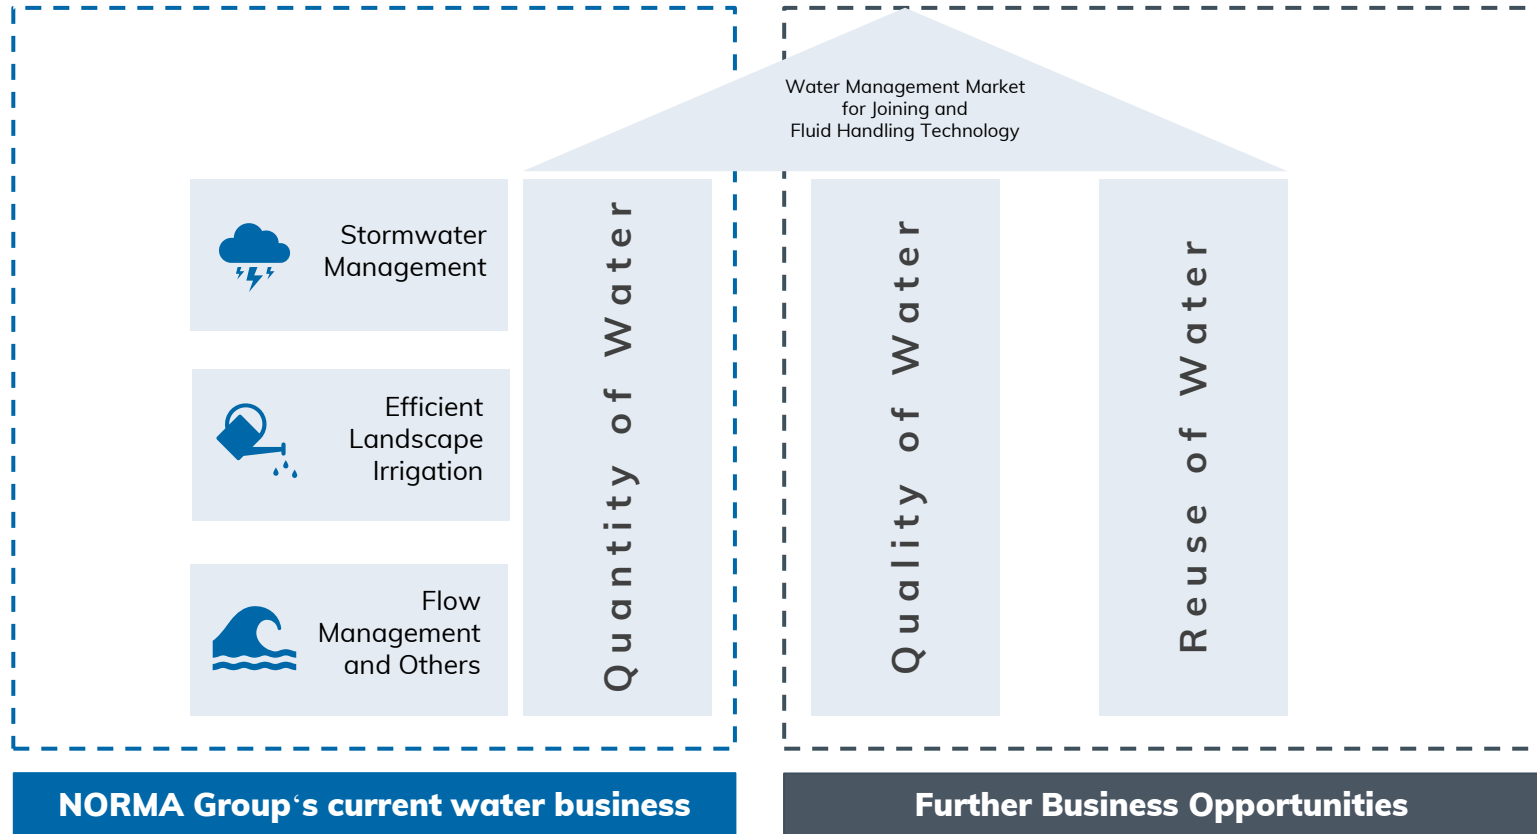 Water Management Market
for Joining and
Fluid Handling Technology
Stormwater
Management
Efficient
Landscape
Irrigation
Flow
Management
and Others
Quantity of Water
Quality of Water
Reuse of Water
NORMA Group‘s current water business
Further Business Opportunities